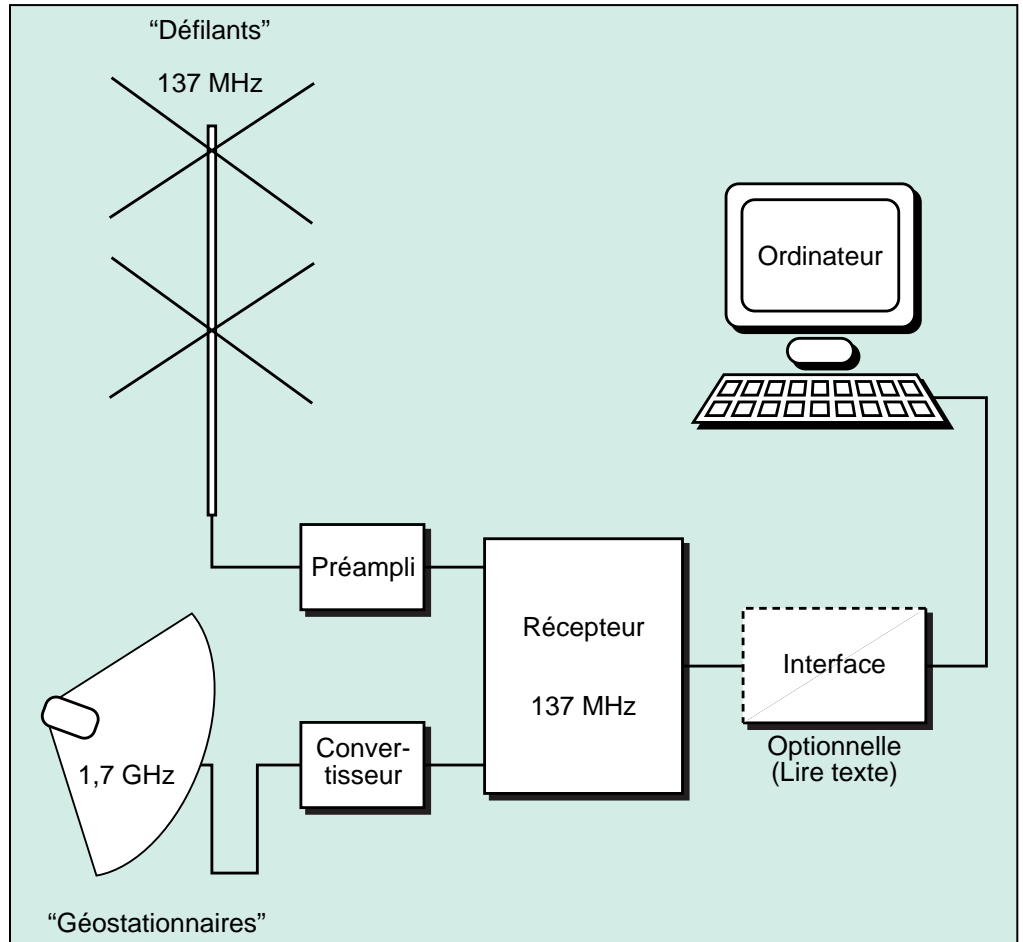 “Défilants”
137 MHz
Ordinateur
Préampli
Récepteur
137 MHz
Interface
Optionnelle
(Lire texte)
Conver-
tisseur
1,7 GHz
“Géostationnaires”